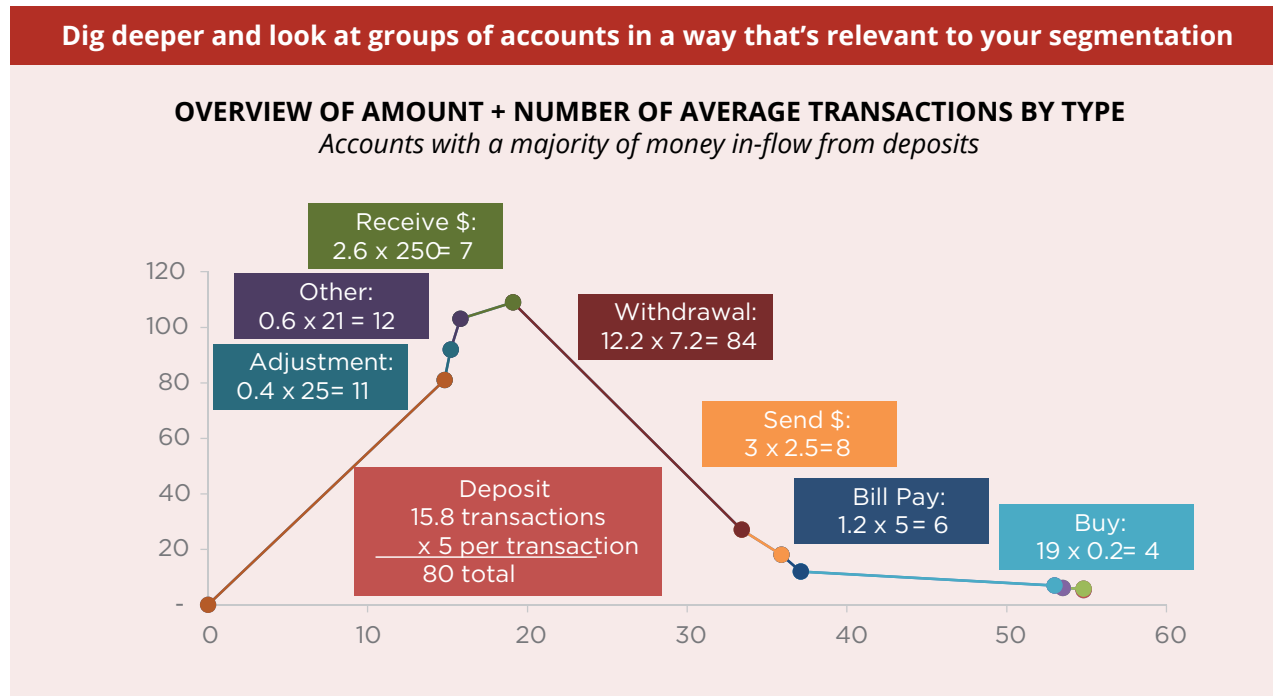 Dig deeper and look at groups of accounts in a way that's relevant to your segmentation
OVERVIEW OF AMOUNT + NUMBER OF AVERAGE TRANSACTIONS BY TYPE
Accounts with a majority of money in-flow from deposits
Receive $:
2.6 x 250= 7
Other:
0.6 x 21 = 12
Adjustment:
0.4 x 25= 11
Withdrawal:
12.2 x 7.2= 84
Send $:
3 x 2.5=8
Bill Pay:
1.2 x 5= 6
Buy:
19 x 0.2= 4
Deposit
15.8 transactions
x 5 per transaction
80 total
120
100
80
60
40
20
-
0 10 20 30 40 50 60